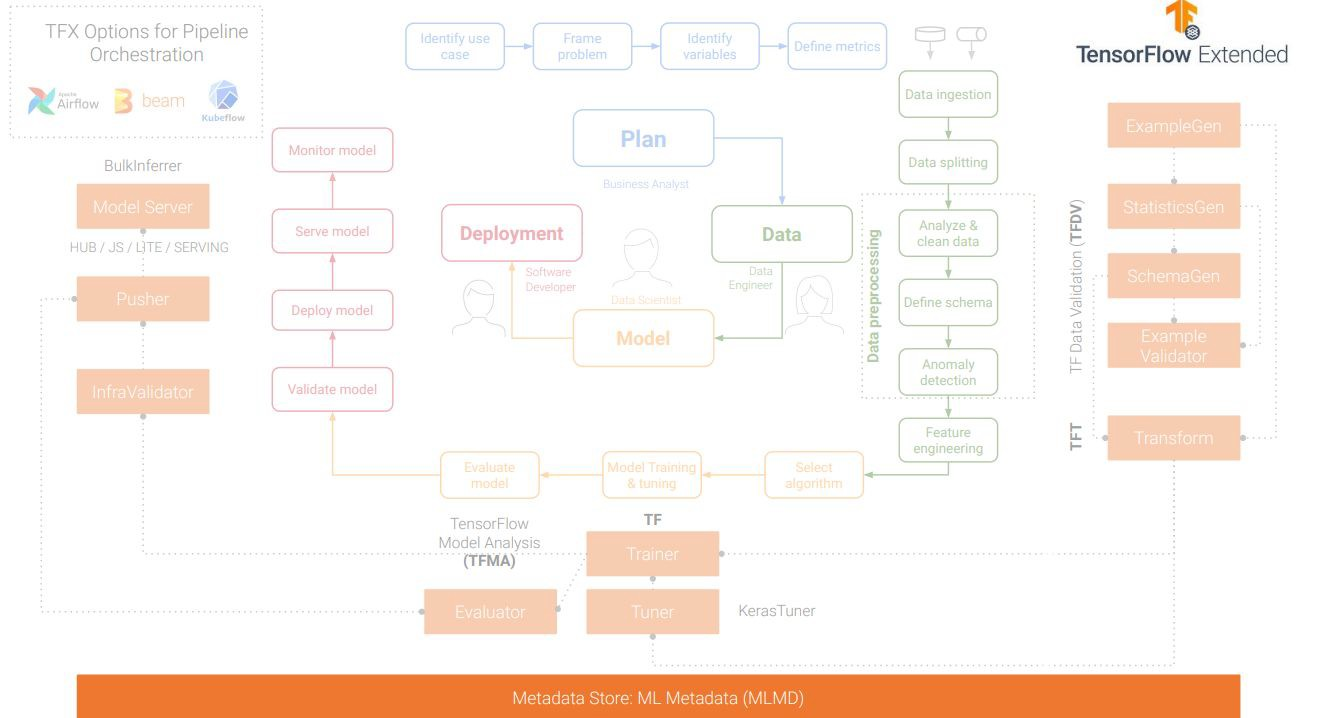 TFX Options for Pipeline
Orchestration
Apache
Airflow
beam
Kubeflow
Identify use
case
Frame
problem
Identify
variables
Define metrics
TensorFlow Extended
Plan
Business Analyst
Deployment
Software
Developer
Data
Data
Engineer
Data Scientist
Model
Data ingestion
Data splitting
Data preprocessing
Analyze &
clean data
Define schema
Anomaly
detection
Feature
engineering
Select
algorithm
Model Training
& tuning
Evaluate
model
Validate model
Deploy model
Serve model
Monitor model
BulkInferrer
Model Server
HUB / JS / LITE / SERVING
Pusher
InfraValidator
ExampleGen
StatisticsGen
SchemaGen
Example
Validator
TF Data Validation (TFDV)
TFT
Transform
TensorFlow
Model Analysis
(TFMA)
TF
Trainer
Evaluator
Tuner
KerasTuner
Metadata Store: ML Metadata (MLMD)